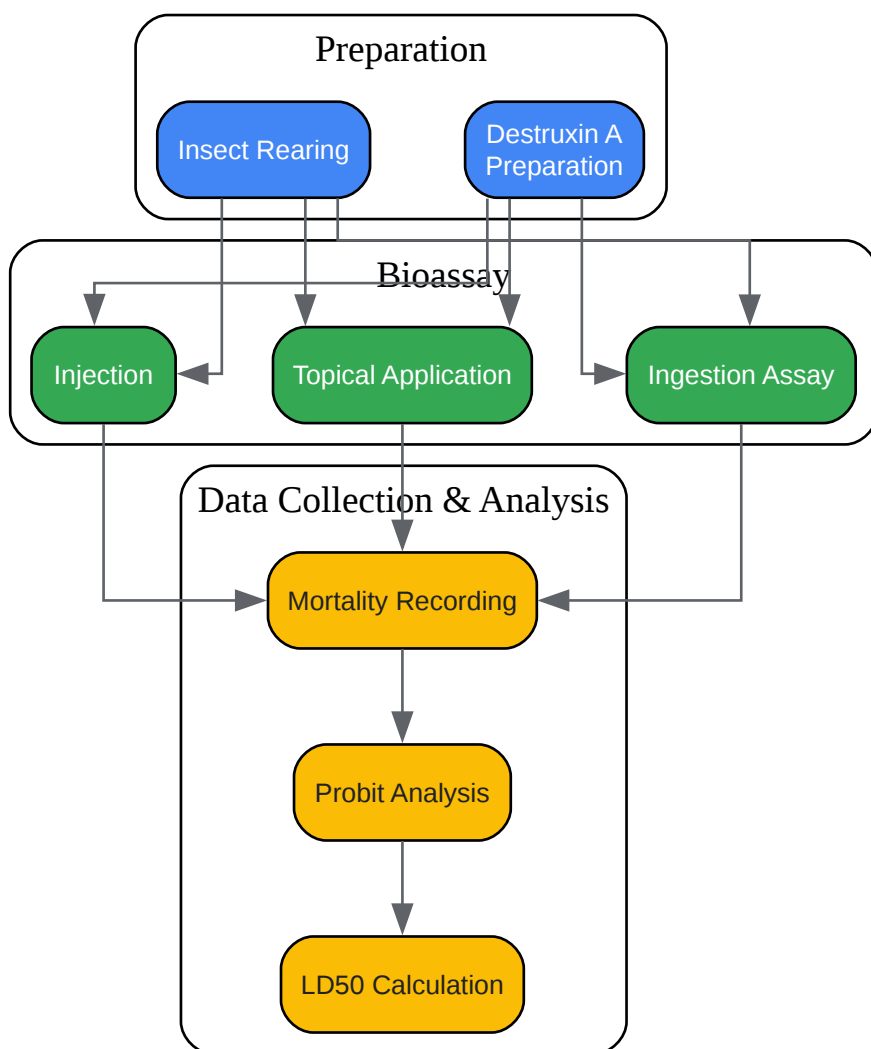 Preparation
Insect Rearing
Destruxin A
Preparation
Bioassay
Injection
Topical Application
Ingestion Assay
Data Collection & Analysis
Mortality Recording
Probit Analysis
LD50 Calculation